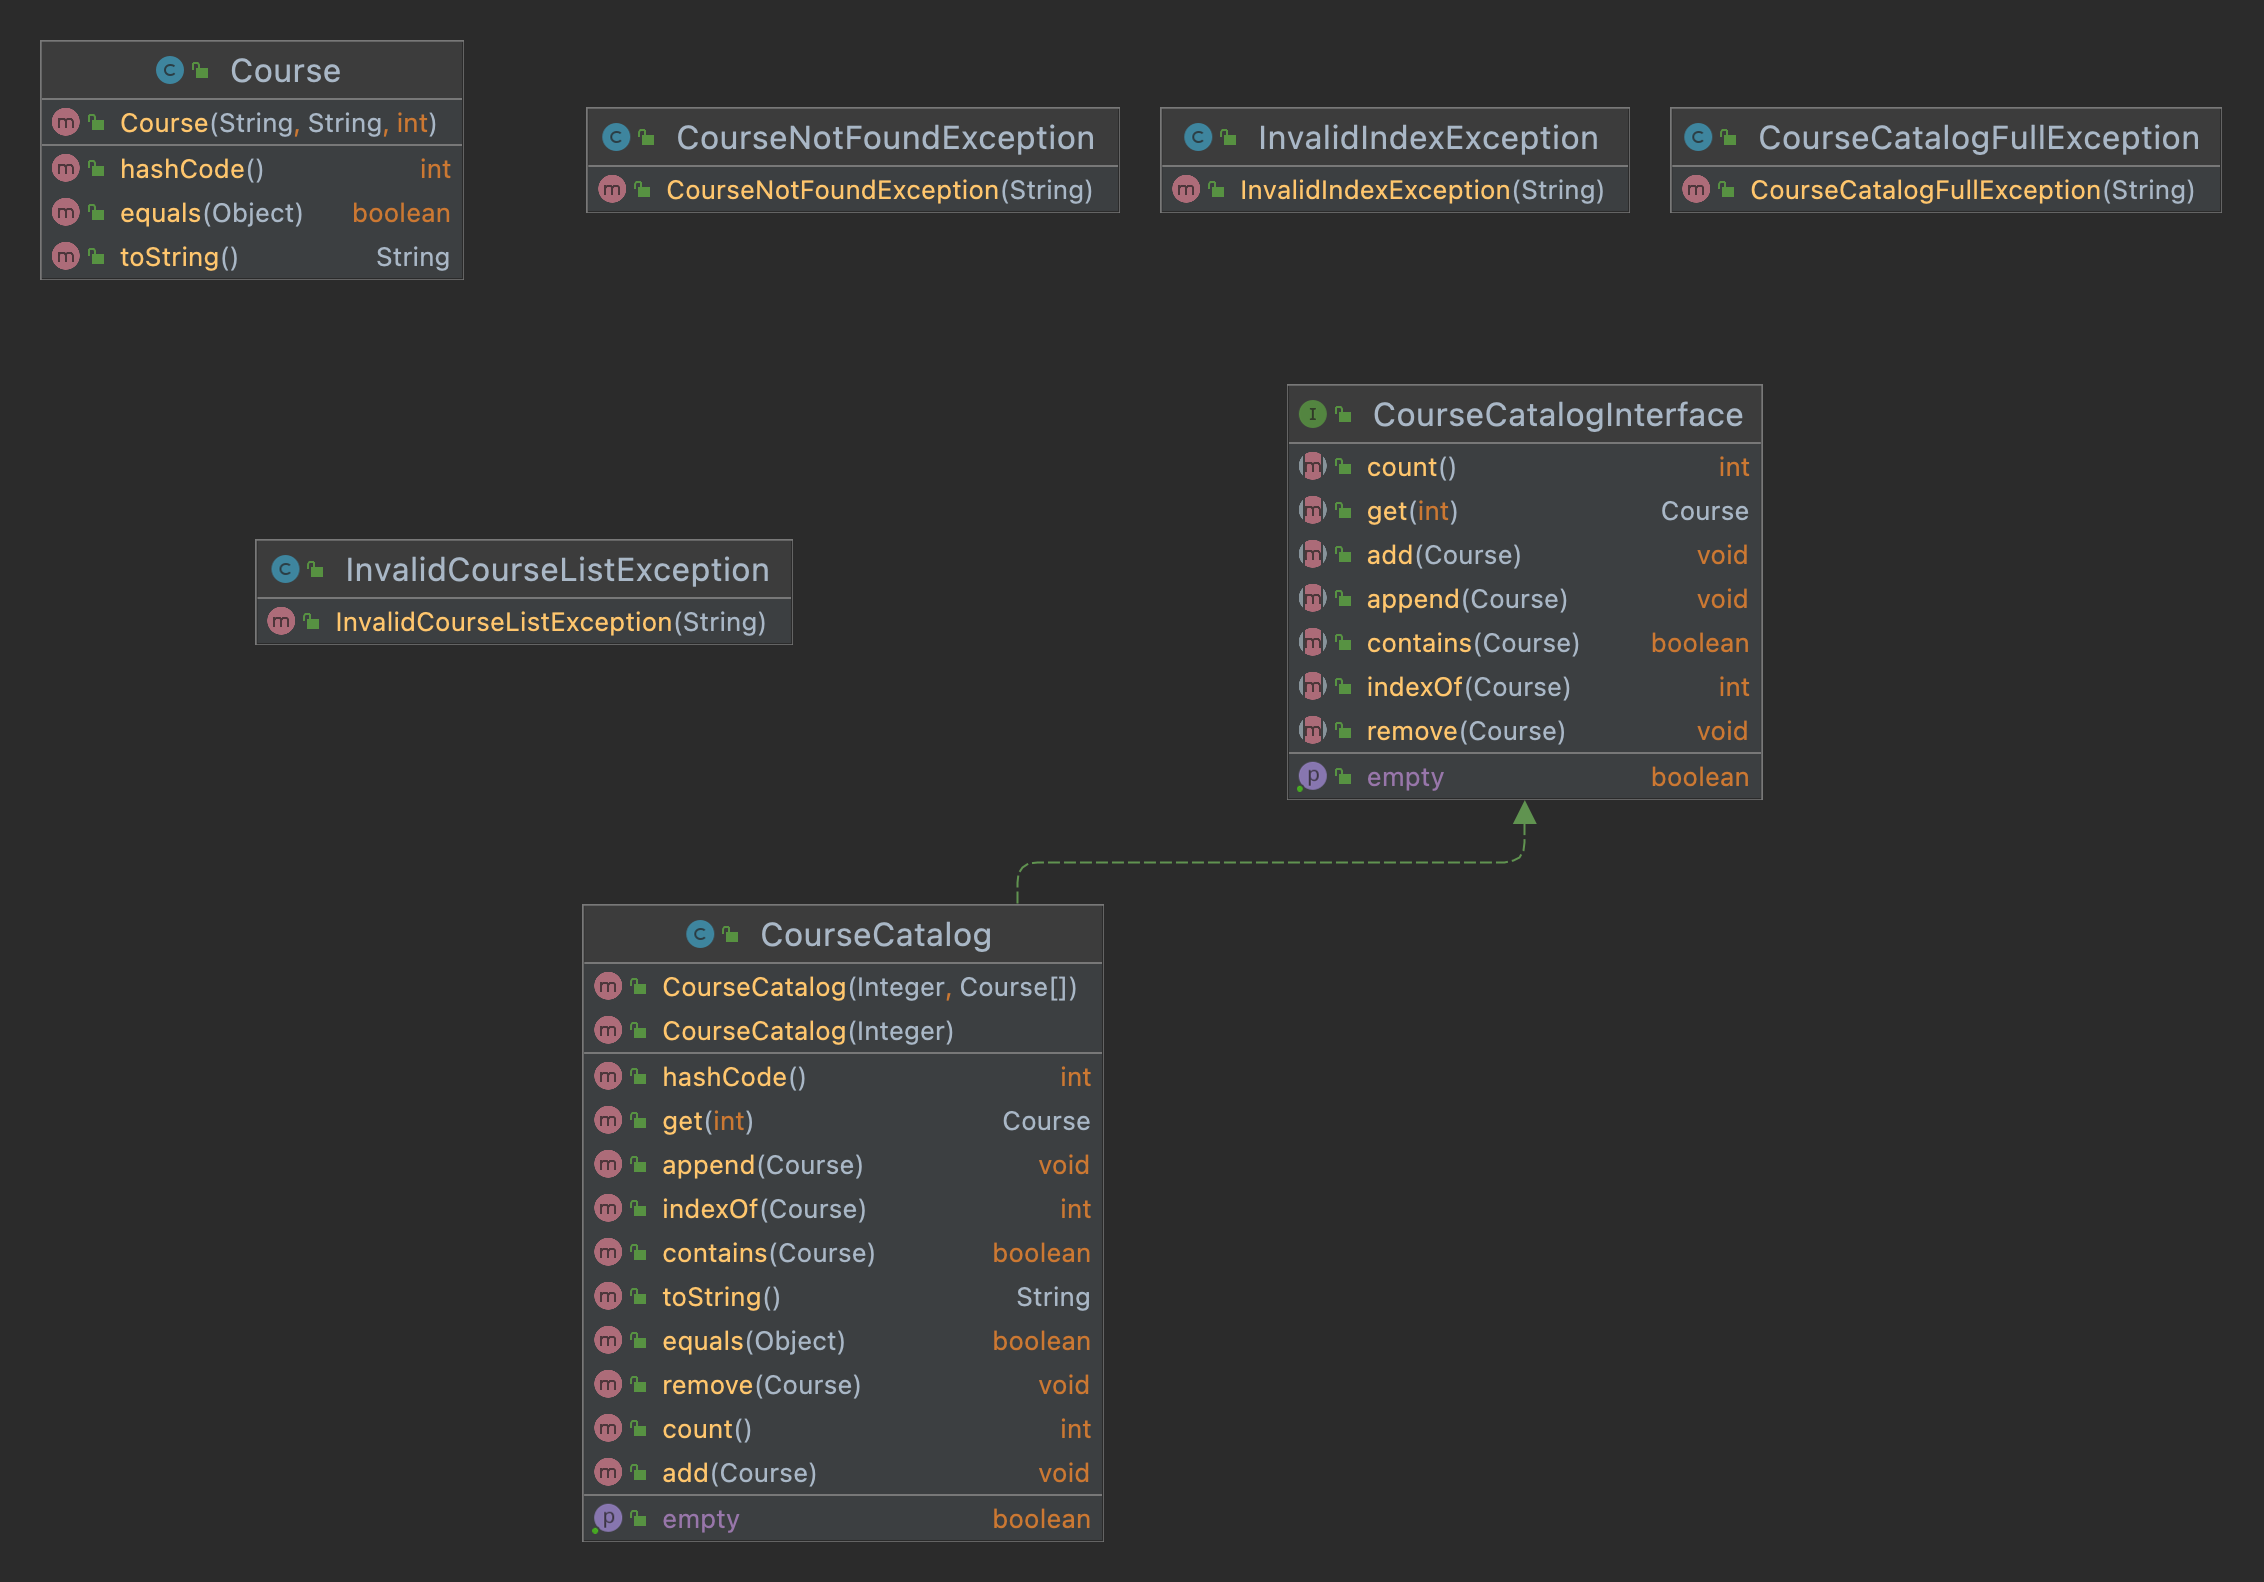 Course
Course(String, String, int)
hashCode() int
equals(Object) boolean
toString() String
CourseNotFoundException
CourseNotFoundException(String)
InvalidIndexException
InvalidIndexException(String)
CourseCatalogFullException
CourseCatalogFullException(String)
CourseCatalogInterface
count() int
get(int) Course
add(Course) void
append(Course) void
contains(Course) boolean
indexOf(Course) int
remove(Course) void
empty boolean
InvalidCourseListException
InvalidCourseListException(String)
CourseCatalog
CourseCatalog(Integer, Course[])
CourseCatalog(Integer)
hashCode() int
get(int) Course
append(Course) void
indexOf(Course) int
contains(Course) boolean
toString() String
equals(Object) boolean
remove(Course) void
count() int
add(Course) void
empty boolean